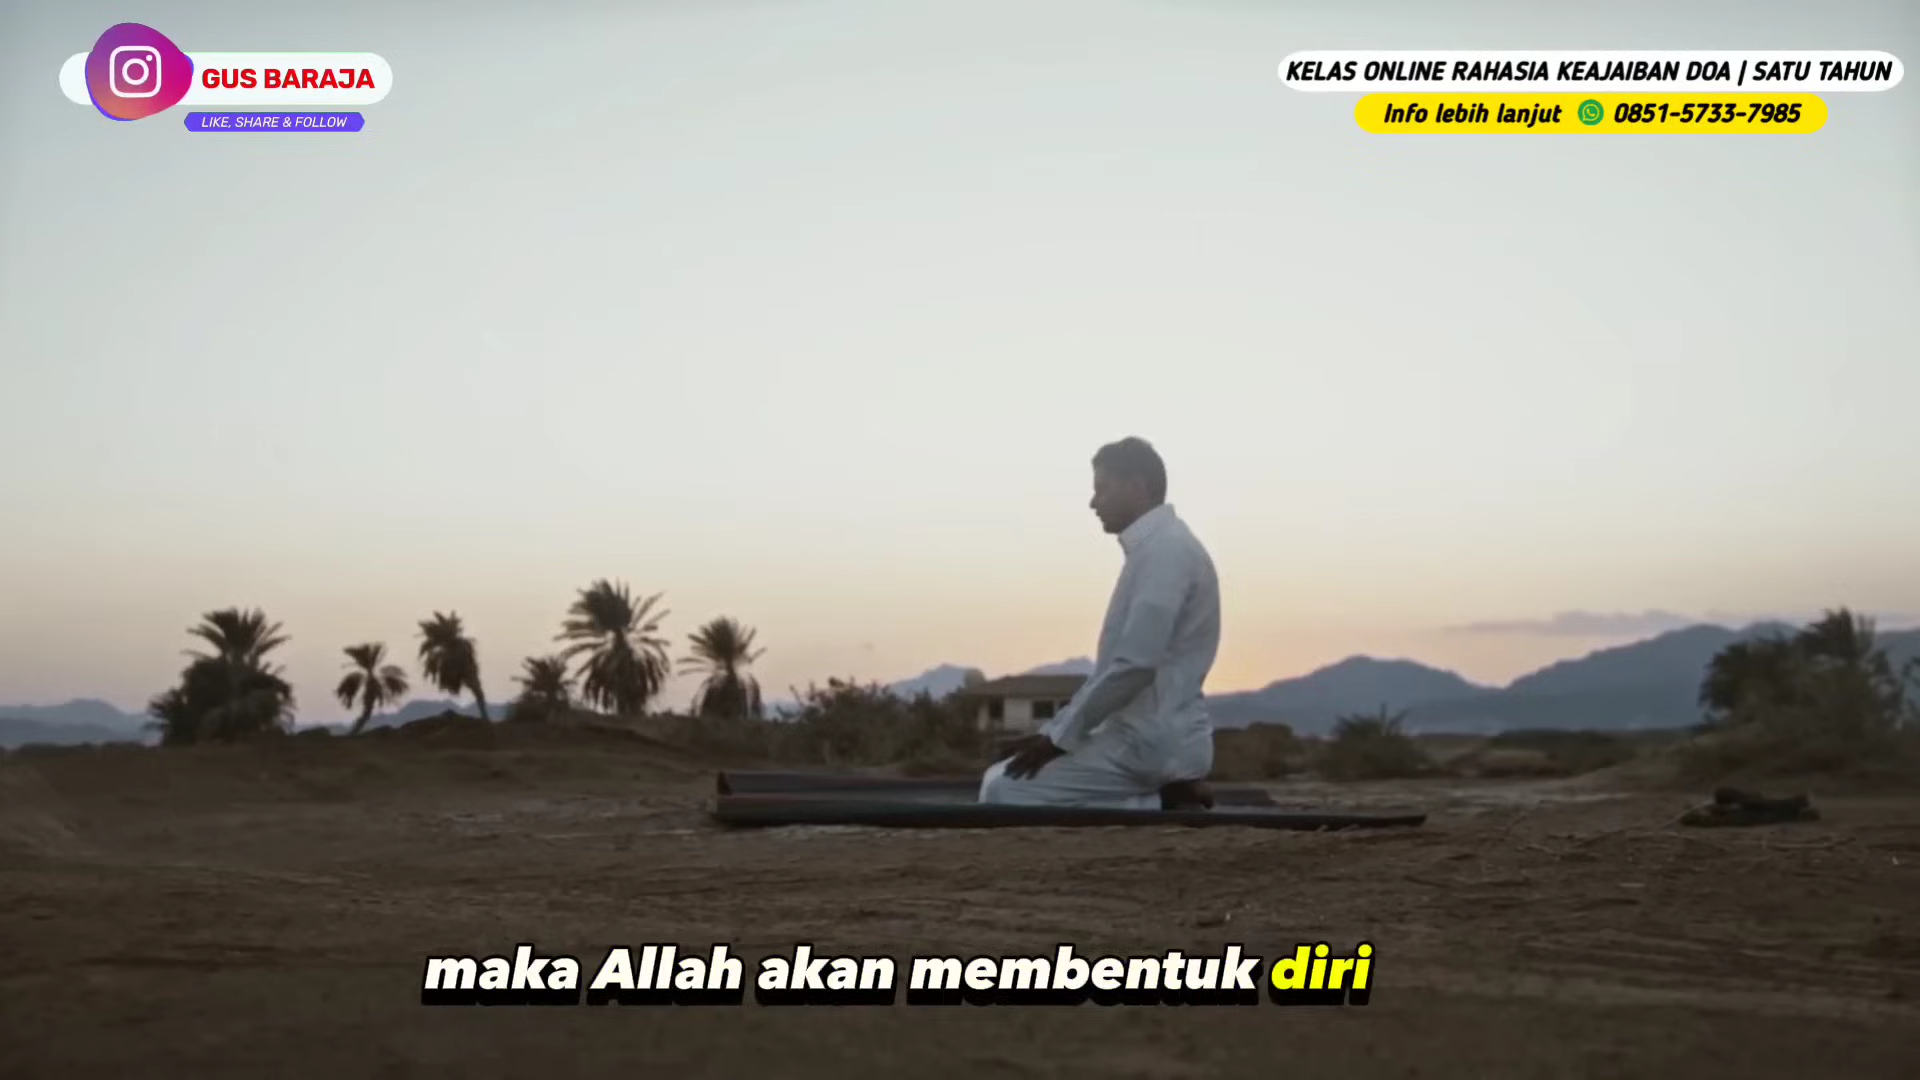 GUS BARAJA
LIKE, SHARE & FOLLOW
KELAS ONLINE RAHASIA KEAJAIBAN DOA | SATU TAHUN
Info lebih lanjut 0851-5733-7985
maka Allah akan membentuk diri